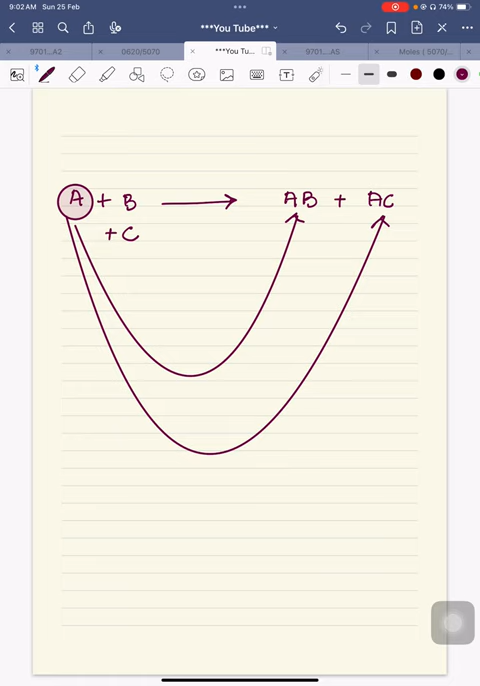 9:02 AM Sun 25 Feb 74%
***You Tube***
9701...A2 0620/5070 ***You Tu... 9701....AS Moles ( 5070/...
T
A + B → AB + AC
+ C